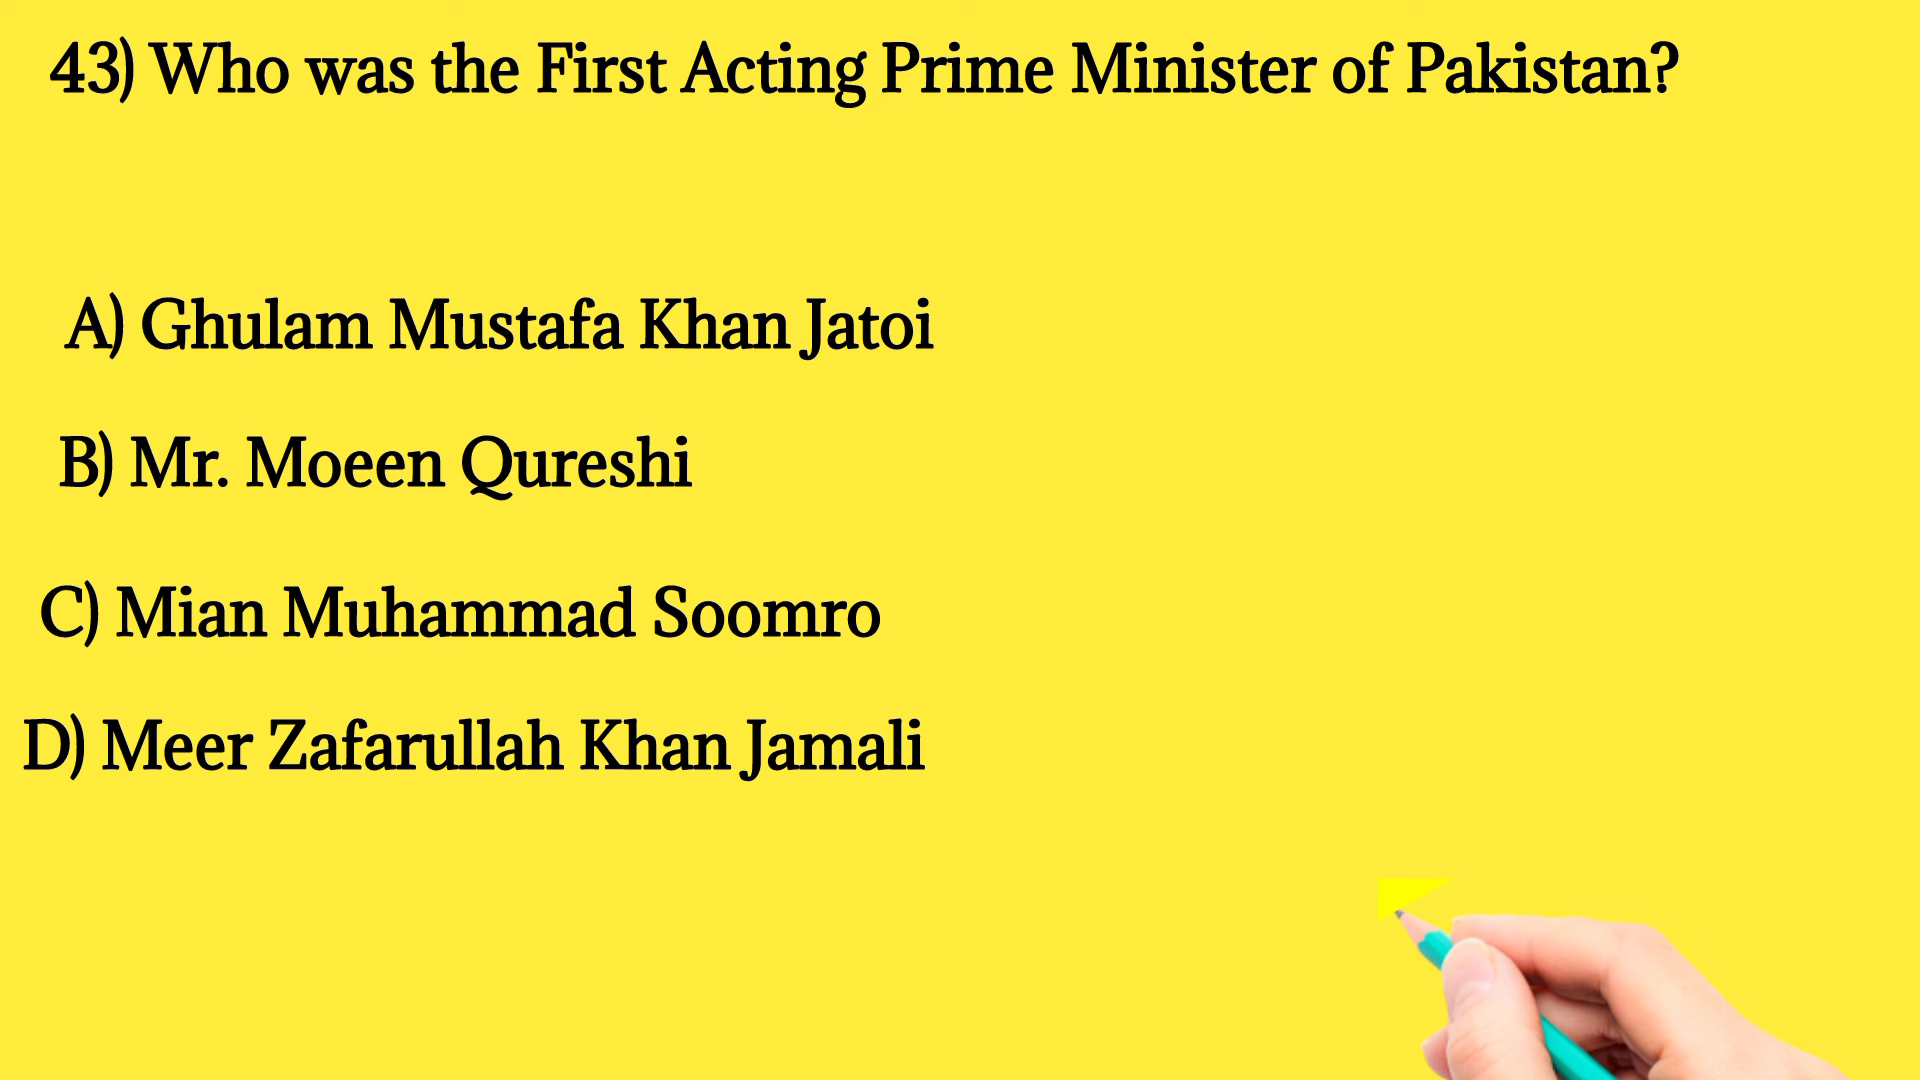 43) Who was the First Acting Prime Minister of Pakistan?
A) Ghulam Mustafa Khan Jatoi
B) Mr. Moeen Qureshi
C) Mian Muhammad Soomro
D) Meer Zafarullah Khan Jamali